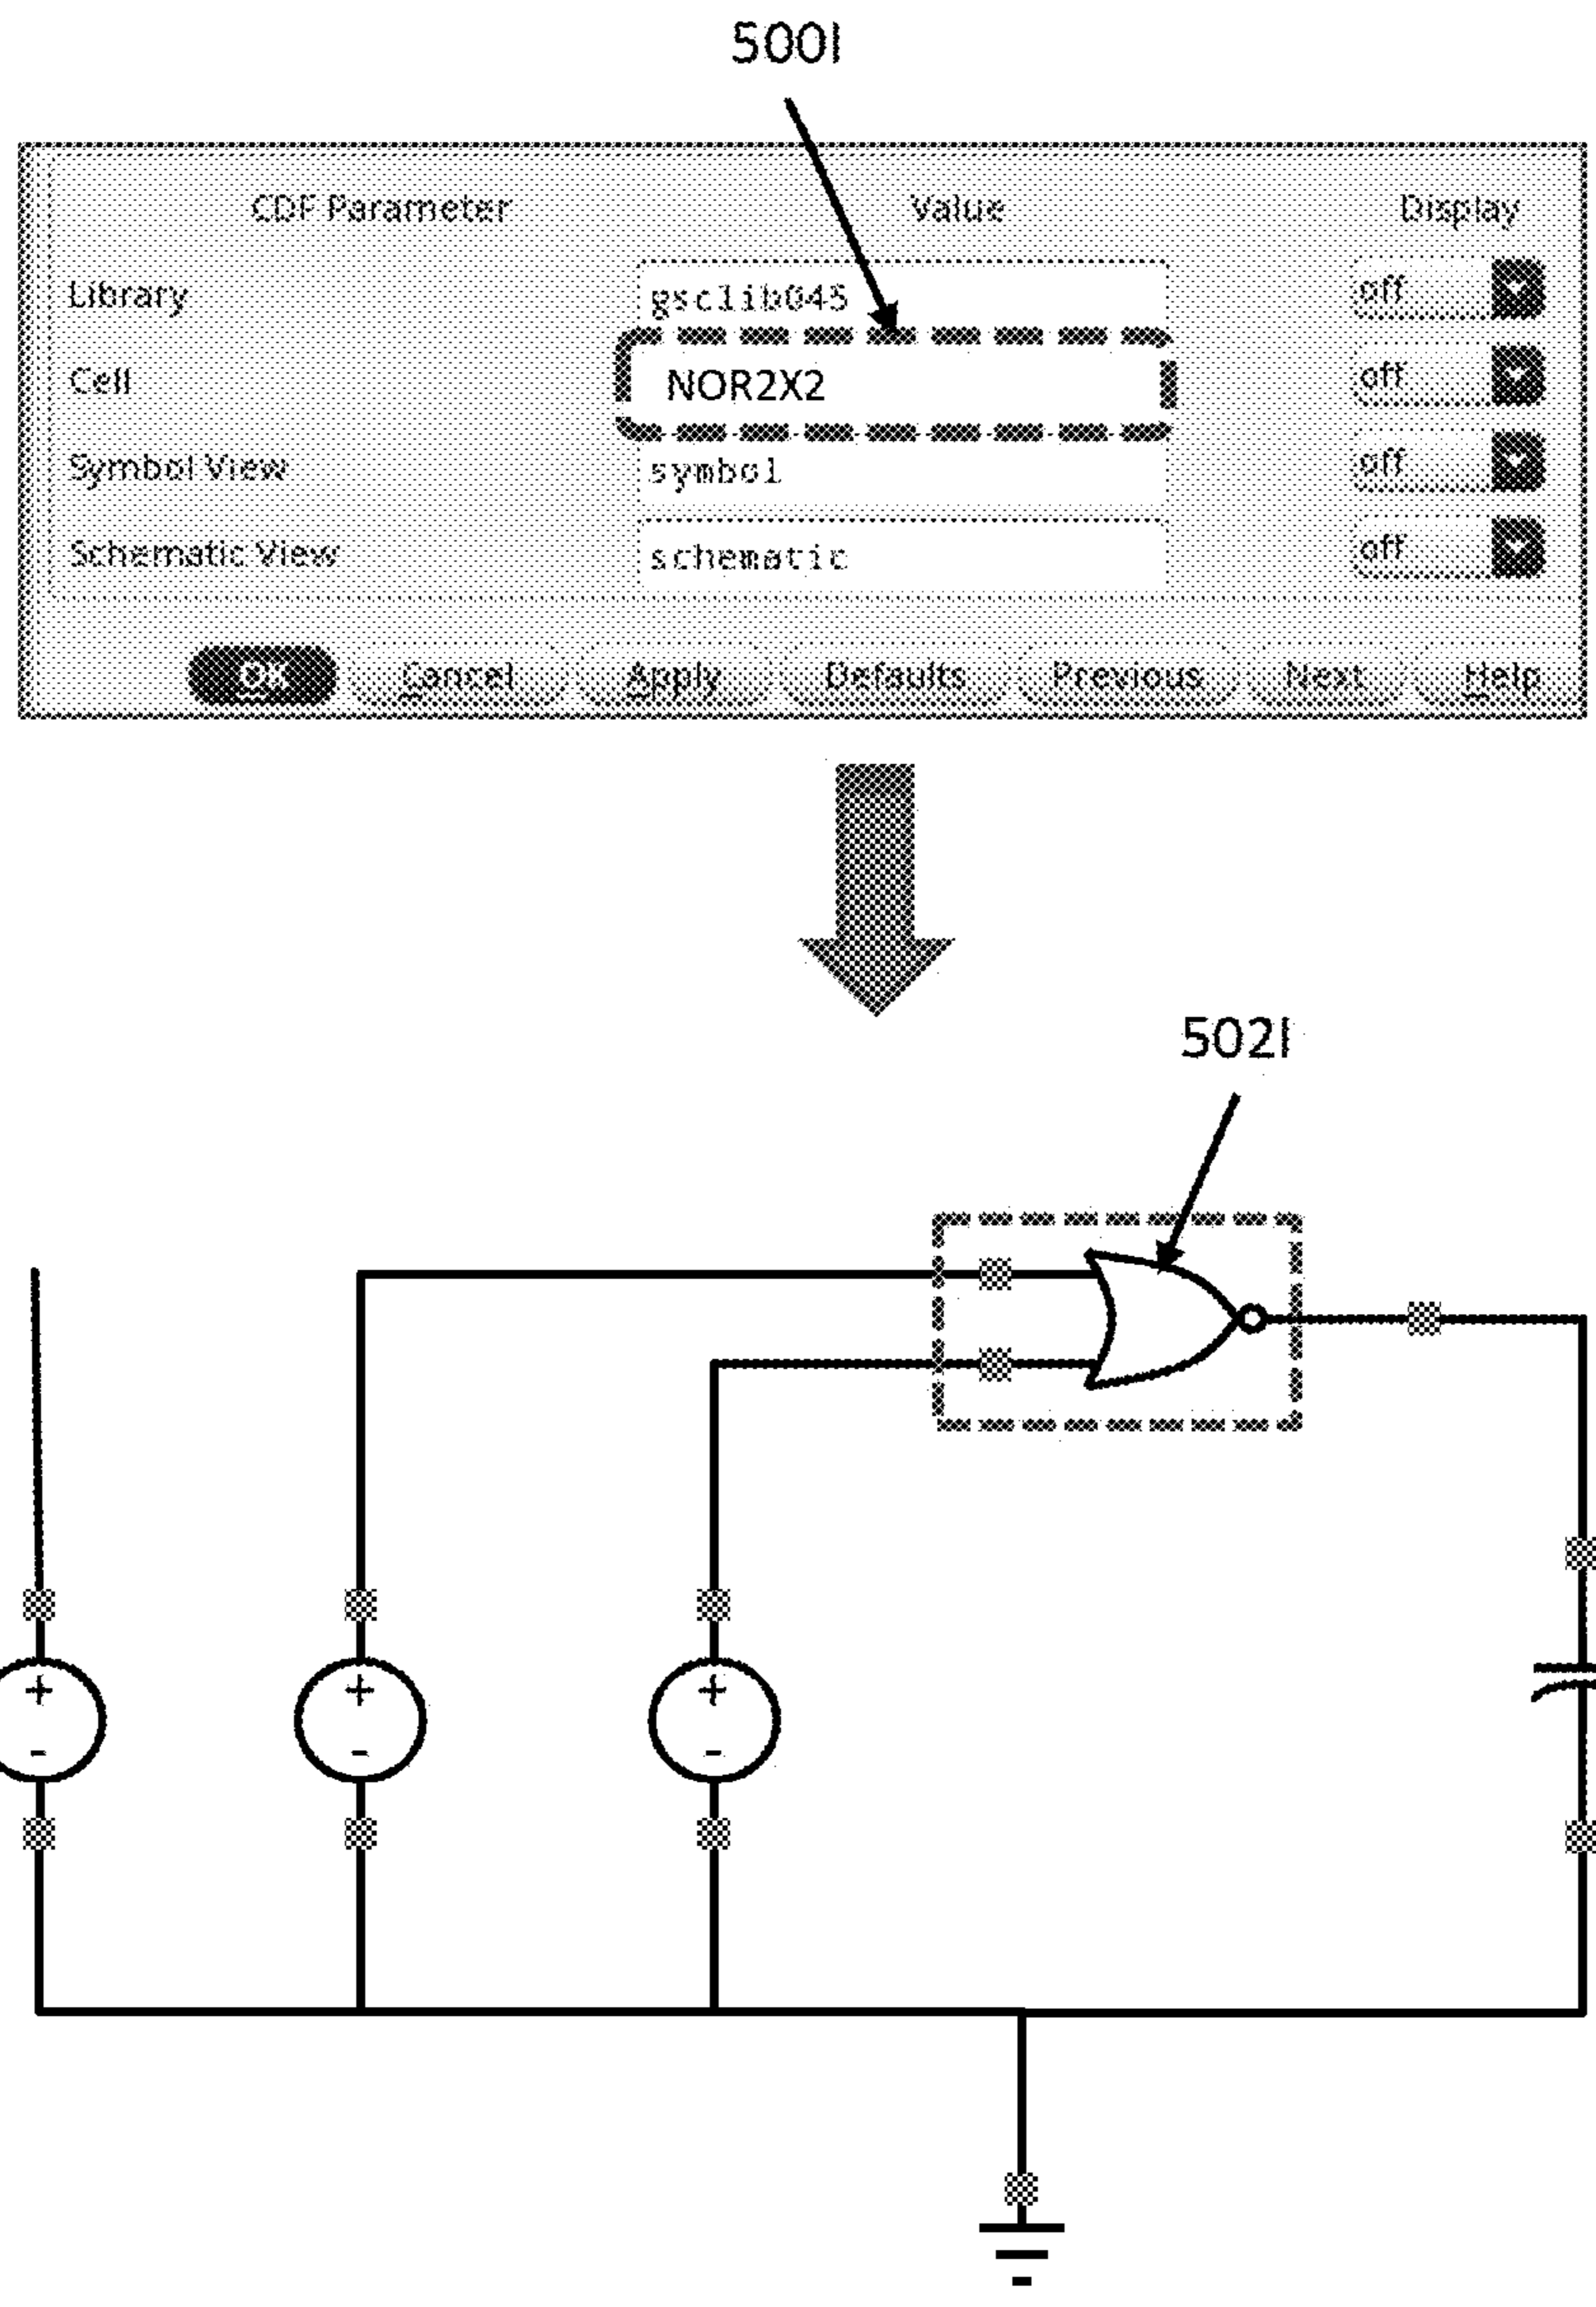 500I
CDF Parameter Value Display
Library gsclib045 off
Cell NOR2X2 off
Symbol View symbol off
Schematic View schematic off
OK Cancel Apply Defaults Previous Next Help
502I
+ + +
- - -